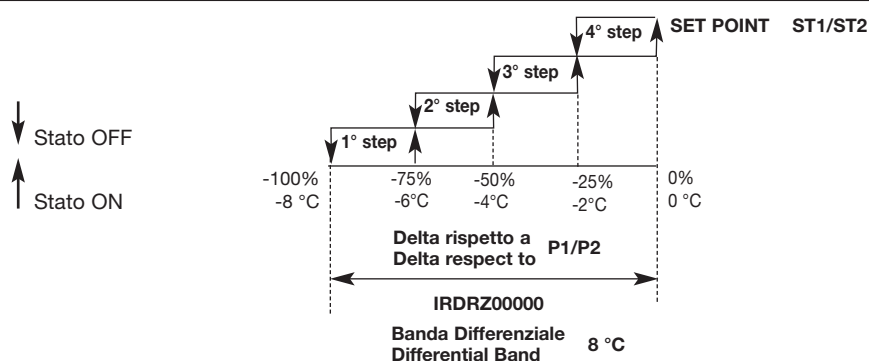 4° step SET POINT ST1/ST2
3° step
2° step
Stato OFF
1° step
-100% -75% -50% -25% 0%
Stato ON
-8 °C -6°C -4°C -2°C 0 °C
Delta rispetto a
Delta respect to P1/P2
IRDRZ00000
Banda Differenziale
Differential Band 8 °C